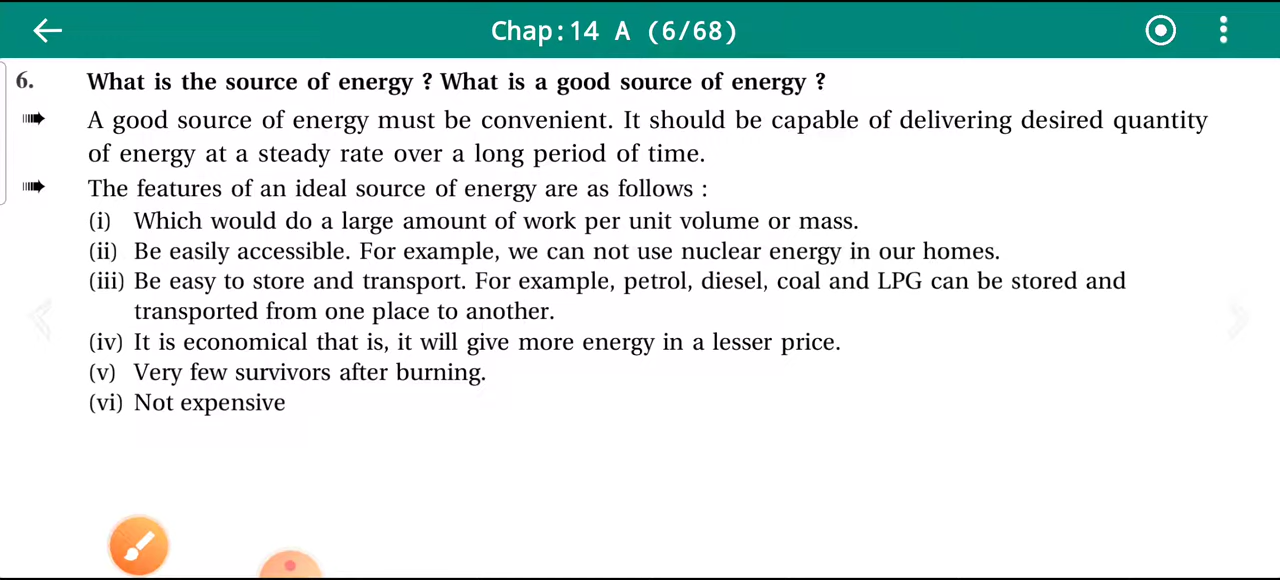 Chap:14 A (6/68)
6. What is the source of energy ? What is a good source of energy ?
A good source of energy must be convenient. It should be capable of delivering desired quantity
of energy at a steady rate over a long period of time.
The features of an ideal source of energy are as follows :
(i) Which would do a large amount of work per unit volume or mass.
(ii) Be easily accessible. For example, we can not use nuclear energy in our homes.
(iii) Be easy to store and transport. For example, petrol, diesel, coal and LPG can be stored and
transported from one place to another.
(iv) It is economical that is, it will give more energy in a lesser price.
(v) Very few survivors after burning.
(vi) Not expensive